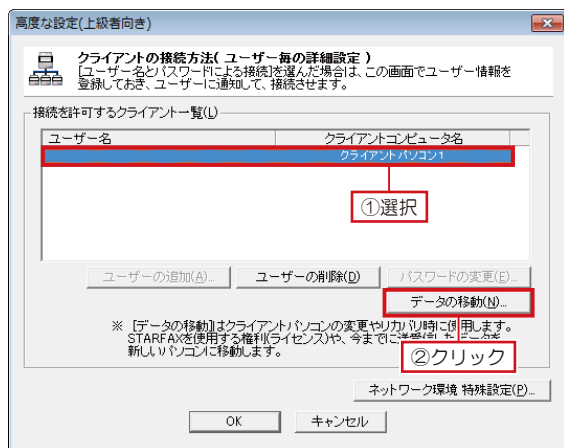 高度な設定(上級者向き)
クライアントの接続方法( ユーザー毎の詳細設定 )
[ユーザー名とパスワードによる接続]を選んだ場合は、この画面でユーザー情報を
登録しておき、ユーザーに通知して、接続させます。
接続を許可するクライアント一覧(L)
ユーザー名 クライアントコンピュータ名
クライアントパソコン1
①選択
ユーザーの追加(A)... ユーザーの削除(D) パスワードの変更(E)...
データの移動(N)...
※ [データの移動]はクライアントパソコンの変更やリカバリ時に使用します。
STARFAXを使用する権利(ライセンス)や、今までに送受信したデータを
新しいパソコンに移動します。
②クリック
ネットワーク環境 特殊設定(P)...
OK キャンセル